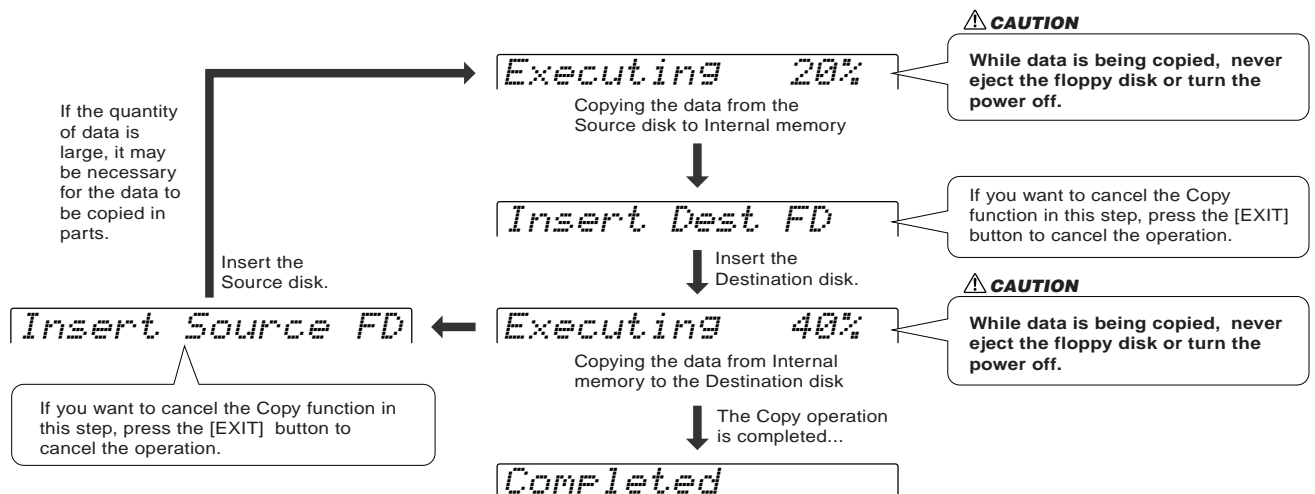 CAUTION
Executing 20%
While data is being copied, never
eject the floppy disk or turn the
power off.
If the quantity
of data is
large, it may
be necessary
for the data to
be copied in
parts.
Copying the data from the
Source disk to Internal memory
Insert Dest FD
If you want to cancel the Copy
function in this step, press the [EXIT]
button to cancel the operation.
Insert the
Source disk.
Insert the
Destination disk.
CAUTION
Insert Source FD
Executing 40%
While data is being copied, never
eject the floppy disk or turn the
power off.
Copying the data from Internal
memory to the Destination disk
If you want to cancel the Copy function in
this step, press the [EXIT] button to
cancel the operation.
The Copy operation
is completed...
Completed